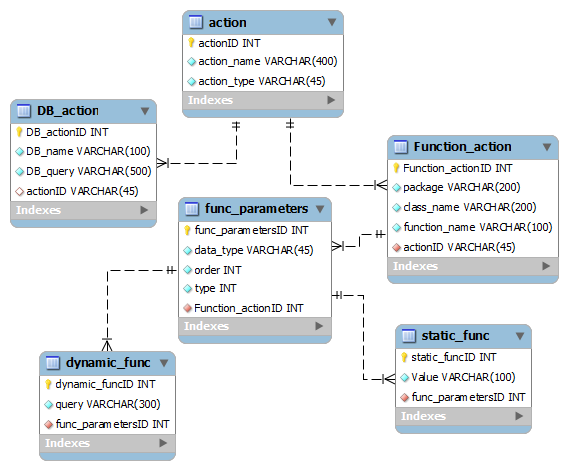 action
actionID INT
action_name VARCHAR(400)
action_type VARCHAR(45)
Indexes
DB_action
DB_actionID INT
DB_name VARCHAR(100)
DB_query VARCHAR(500)
actionID VARCHAR(45)
Indexes
Function_action
Function_actionID INT
package VARCHAR(200)
class_name VARCHAR(200)
function_name VARCHAR(100)
actionID VARCHAR(45)
Indexes
func_parameters
func_parametersID INT
data_type VARCHAR(45)
order INT
type INT
Function_actionID INT
Indexes
static_func
static_funcID INT
Value VARCHAR(100)
func_parametersID INT
Indexes
dynamic_func
dynamic_funcID INT
query VARCHAR(300)
func_parametersID INT
Indexes